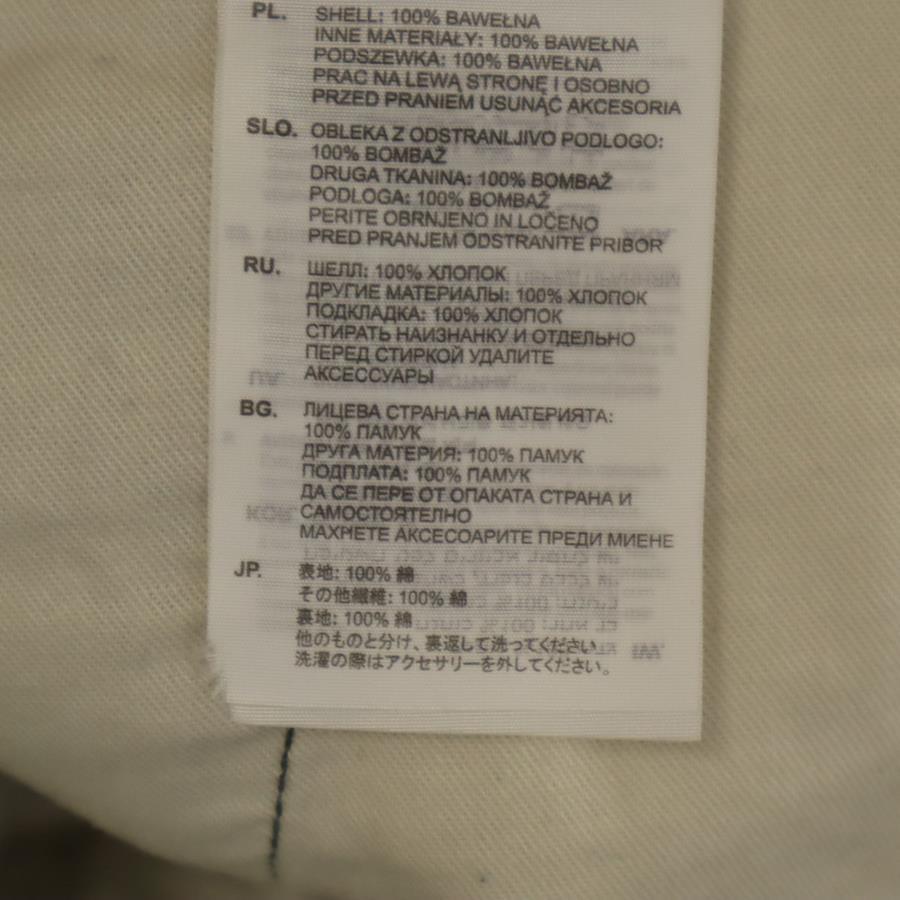 PL. SHELL: 100% BAWEŁNA
INNE MATERIAŁY: 100% BAWEŁNA
PODSZEWKA: 100% BAWEŁNA
PRAC NA LEWĄ STRONĘ I OSOBNO
PRZED PRANIEM USUNĄĆ AKCESORIA
SLO. OBLEKA Z ODSTRANLJIVO PODLOGO:
100% BOMBAŽ
DRUGA TKANINA: 100% BOMBAŽ
PODLOGA: 100% BOMBAŽ
PERITE OBRNJENO IN LOČENO
PRED PRANJEM ODSTRANITE PRIBOR
RU. ШЕЛЛ: 100% ХЛОПОК
ДРУГИЕ МАТЕРИАЛЫ: 100% ХЛОПОК
ПОДКЛАДКА: 100% ХЛОПОК
СТИРАТЬ НАИЗНАНКУ И ОТДЕЛЬНО
ПЕРЕД СТИРКОЙ УДАЛИТЕ
АКСЕССУАРЫ
BG. ЛИЦЕВА СТРАНА НА МАТЕРИЯТА:
100% ПАМУК
ДРУГА МАТЕРИЯ: 100% ПАМУК
ПОДПЛАТА: 100% ПАМУК
ДА СЕ ПЕРЕ ОТ ОПАКАТА СТРАНА И
САМОСТОЯТЕЛНО
МАХНЕТЕ АКСЕСОАРИТЕ ПРЕДИ МИЕНЕ
JP. 表地: 100% 綿
その他繊維: 100% 綿
裏地: 100% 綿
他のものと分け、裏返して洗ってください。
洗濯の際はアクセサリーを外してください。